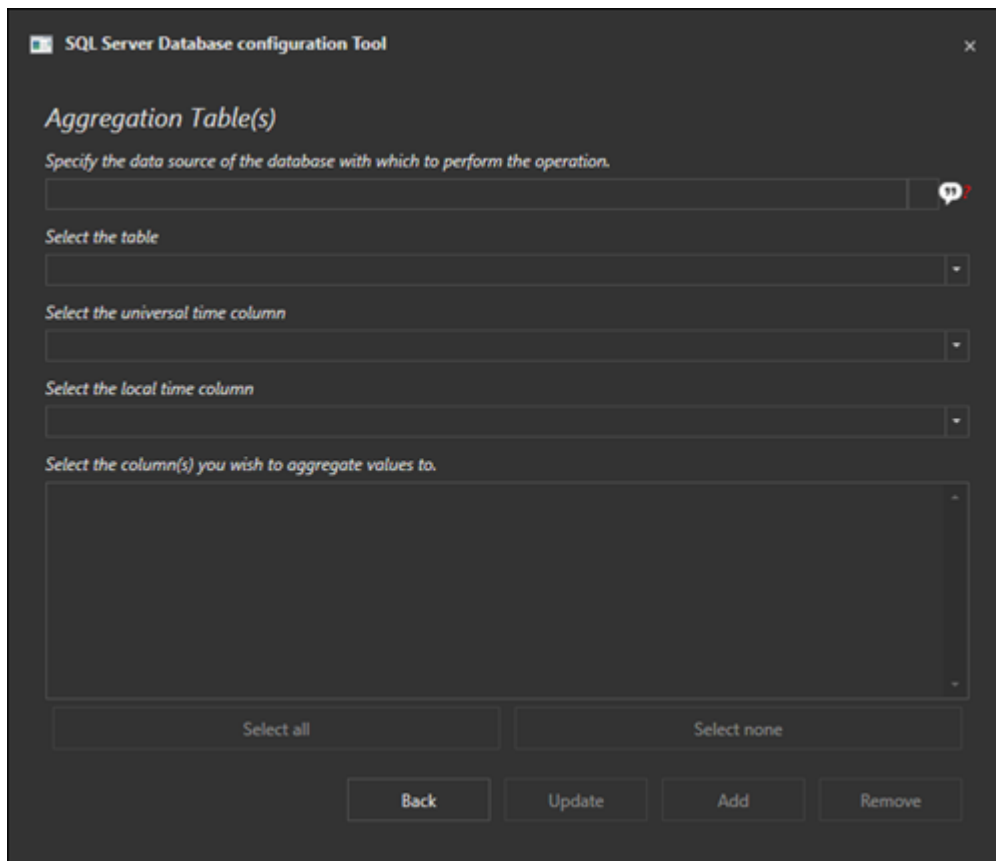 SQL Server Database configuration Tool
Aggregation Table(s)
Specify the data source of the database with which to perform the operation.
?
Select the table
Select the universal time column
Select the local time column
Select the column(s) you wish to aggregate values to.
Select all Select none
Back Update Add Remove